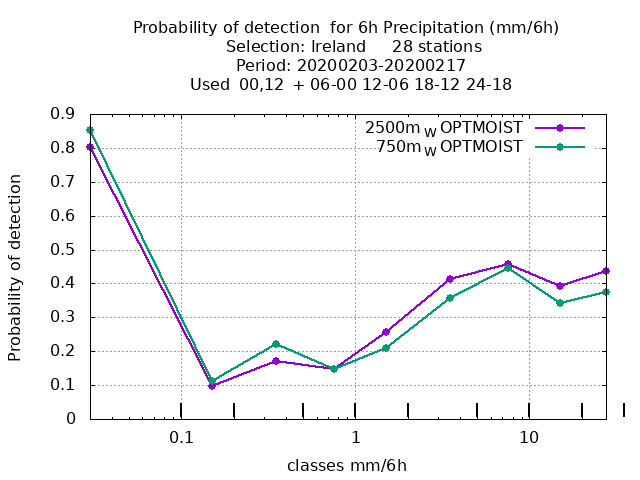 Probability of detection  for 6h Precipitation (mm/6h)
Selection: Ireland     28 stations
Period: 20200203-20200217
Used  00,12  + 06-00 12-06 18-12 24-18
2500m W OPTMOIST
750m W OPTMOIST
0.9
0.8
0.7
0.6
0.5
0.4
0.3
0.2
0.1
0
Probability of detection
0.1 1 10
classes mm/6h